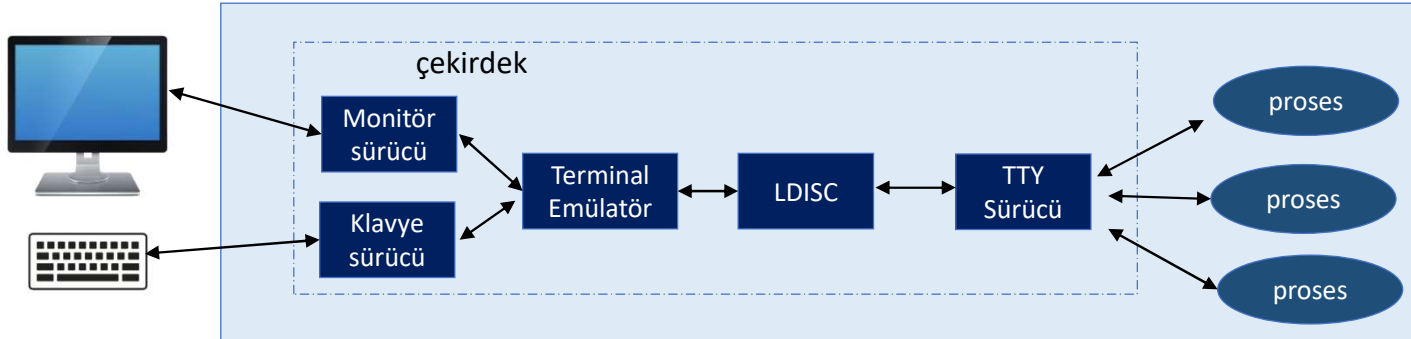 çekirdek
Monitör
sürücü
Klavye
sürücü
Terminal
Emülatör
LDISC
TTY
Sürücü
proses
proses
proses